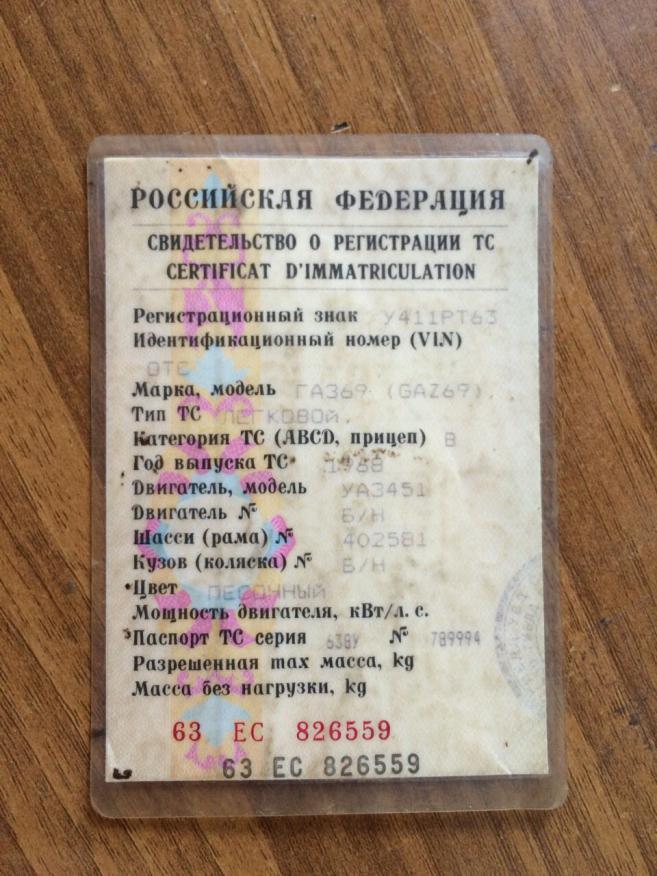 РОССИЙСКАЯ ФЕДЕРАЦИЯ
СВИДЕТЕЛЬСТВО О РЕГИСТРАЦИИ ТС
CERTIFICAT D'IMMATRICULATION
Регистрационный знак У411РТ63
Идентификационный номер (VIN)
ОТС
Марка, модель ГАЗ69 (GAZ69)
Тип ТС ЛЕГКОВОЙ
Категория ТС (ABCD, прицеп) B
Год выпуска ТС 1968
Двигатель, модель УАЗ451
Двигатель № Б/Н
Шасси (рама) № 402581
Кузов (коляска) № Б/Н
Цвет ПЕСОЧНЫЙ
Мощность двигателя, кВт/л. с.
Паспорт ТС серия 63ВУ № 789994
Разрешенная max масса, kg
Масса без нагрузки, kg
63 ЕС 826559
63 ЕС 826559